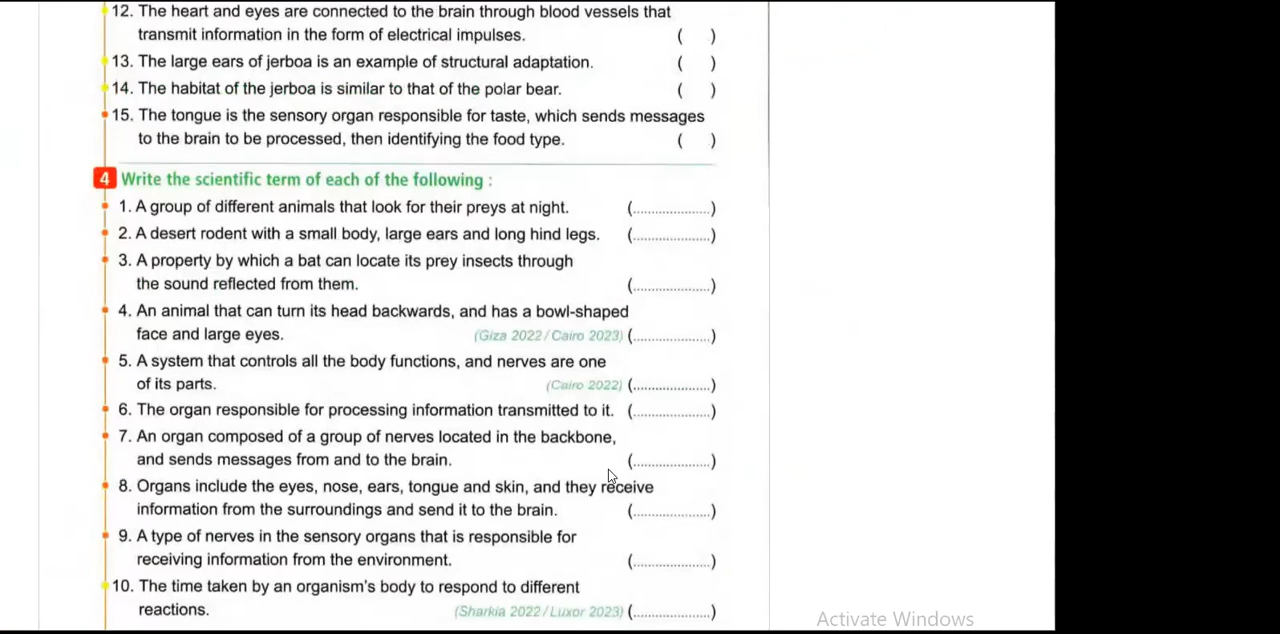 12. The heart and eyes are connected to the brain through blood vessels that
transmit information in the form of electrical impulses. ( )
13. The large ears of jerboa is an example of structural adaptation. ( )
14. The habitat of the jerboa is similar to that of the polar bear. ( )
15. The tongue is the sensory organ responsible for taste, which sends messages
to the brain to be processed, then identifying the food type. ( )
4 Write the scientific term of each of the following :
1. A group of different animals that look for their preys at night. (.....................)
2. A desert rodent with a small body, large ears and long hind legs. (.....................)
3. A property by which a bat can locate its prey insects through
the sound reflected from them. (.....................)
4. An animal that can turn its head backwards, and has a bowl-shaped
face and large eyes. (Giza 2022/Cairo 2023) (.....................)
5. A system that controls all the body functions, and nerves are one
of its parts. (Cairo 2022) (.....................)
6. The organ responsible for processing information transmitted to it. (.....................)
7. An organ composed of a group of nerves located in the backbone,
and sends messages from and to the brain. (.....................)
8. Organs include the eyes, nose, ears, tongue and skin, and they receive
information from the surroundings and send it to the brain. (.....................)
9. A type of nerves in the sensory organs that is responsible for
receiving information from the environment. (.....................)
10. The time taken by an organism's body to respond to different
reactions. (Sharkia 2022/Luxor 2023) (.....................)
Activate Windows